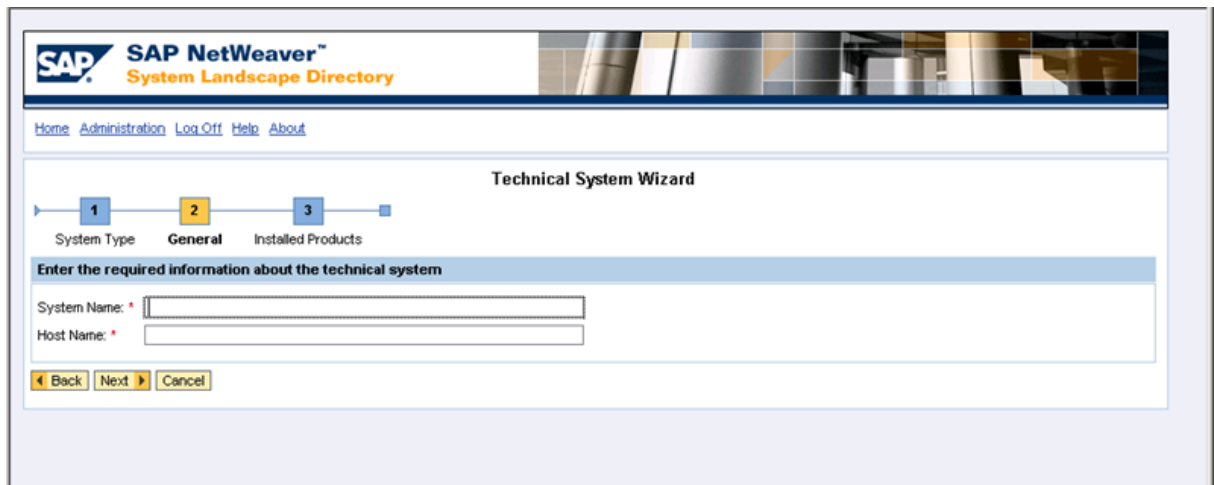 SAP
SAP NetWeaver™
System Landscape Directory
Home Administration Log Off Help About
Technical System Wizard
1 2 3
System Type General Installed Products
Enter the required information about the technical system
System Name: *
Host Name: *
Back Next Cancel